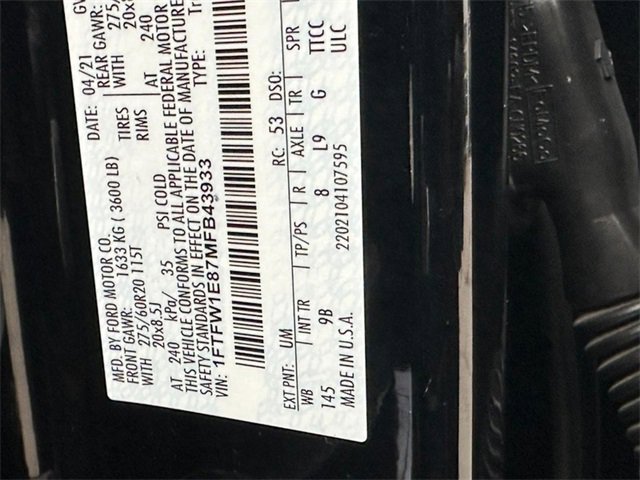 MFD. BY FORD MOTOR CO.
DATE: 04/21 GV
FRONT GAWR: 1633 KG ( 3600 LB) REAR GAWR:
WITH 275/60R20 115T TIRES WITH 275/
20x8.5J RIMS 20x
AT 240 kPa/ 35 PSI COLD AT 240
THIS VEHICLE CONFORMS TO ALL APPLICABLE FEDERAL MOTOR
SAFETY STANDARDS IN EFFECT ON THE DATE OF MANUFACTURE
VIN: 1FTFW1E87MFB43933 TYPE: Tr
EXT PNT: UM RC: 53 DSO:
WB INT TR TP/PS R AXLE TR SPR
145 9B 8 L9 G TTCC
MADE IN U.S.A. 2202104107595 ULC